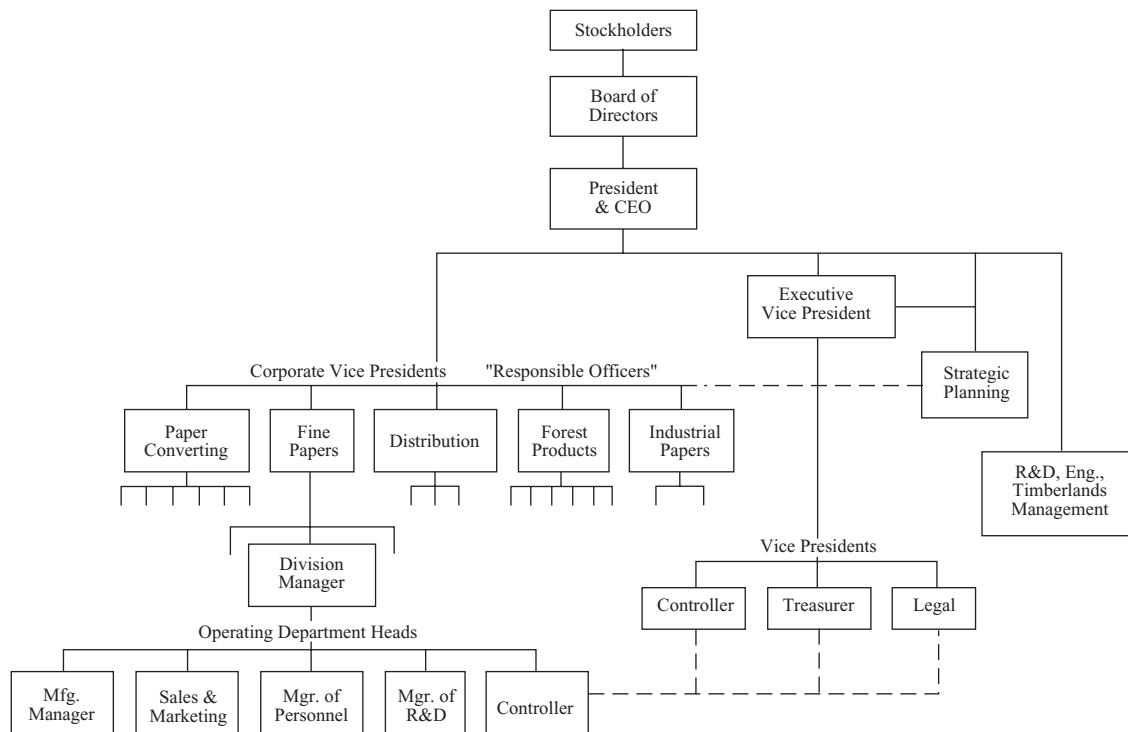 Stockholders
Board of
Directors
President
& CEO
Executive
Vice President
Corporate Vice Presidents
"Responsible Officers"
Strategic
Planning
Paper
Converting
Fine
Papers
Distribution
Forest
Products
Industrial
Papers
R&D, Eng.,
Timberlands
Management
Vice Presidents
Division
Manager
Controller
Treasurer
Legal
Operating Department Heads
Mfg.
Manager
Sales &
Marketing
Mgr. of
Personnel
Mgr. of
R&D
Controller